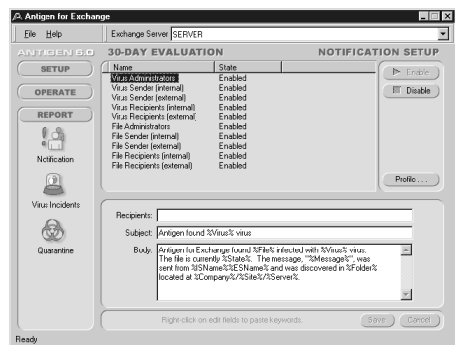 Antigen for Exchange
File Help
Exchange Server SERVER
ANTIGEN 6.0
30-DAY EVALUATION
NOTIFICATION SETUP
SETUP
OPERATE
REPORT
Notification
Virus Incidents
Quarantine
Name State
Virus Administrators Enabled
Virus Sender (internal) Enabled
Virus Sender (external) Enabled
Virus Recipients (internal) Enabled
Virus Recipients (external) Enabled
File Administrators Enabled
File Sender (internal) Enabled
File Sender (external) Enabled
File Recipients (internal) Enabled
File Recipients (external) Enabled
Enable
Disable
Profile . . .
Recipients:
Subject: Antigen found %Virus% virus
Body: Antigen for Exchange found %File% infected with %Virus% virus.
The file is currently %State%. The message, "%Message%", was
sent from %ISName%%ESName% and was discovered in %Folder%
located at %Company%/%Site%/%Server%.
Right-click on edit fields to paste keywords.
Save
Cancel
Ready